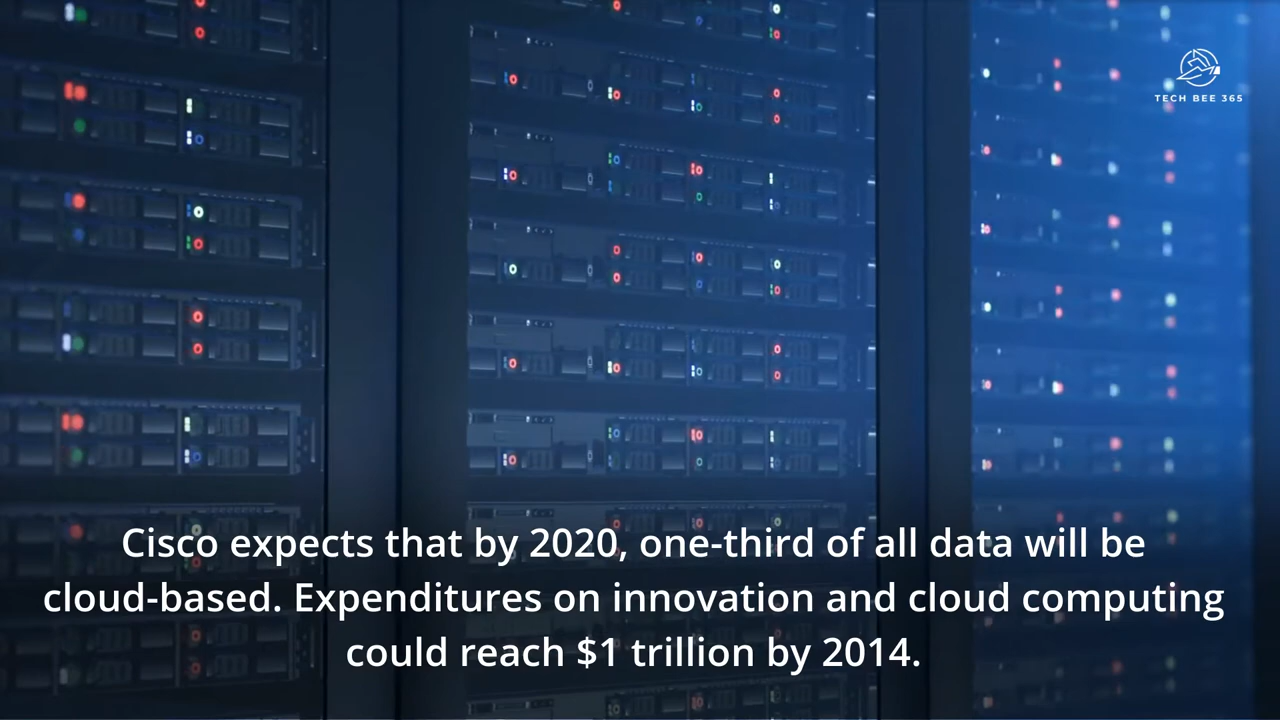 TECH BEE 365
Cisco expects that by 2020, one-third of all data will be
cloud-based. Expenditures on innovation and cloud computing
could reach $1 trillion by 2014.